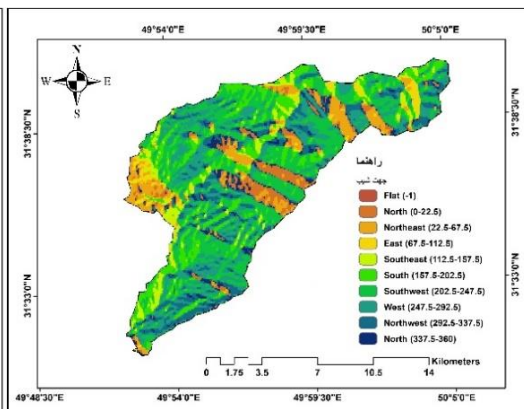 49°54'0"E 49°59'30"E 50°5'0"E
N
W E
S
31°38'30"N 31°38'30"N
راهنما
جهت شیب
Flat (-1)
North (0-22.5)
Northeast (22.5-67.5)
East (67.5-112.5)
Southeast (112.5-157.5)
South (157.5-202.5)
Southwest (202.5-247.5)
West (247.5-292.5)
Northwest (292.5-337.5)
North (337.5-360)
31°33'0"N 31°33'0"N
Kilometers
0 1.75 3.5 7 10.5 14
49°48'30"E 49°54'0"E 49°59'30"E 50°5'0"E